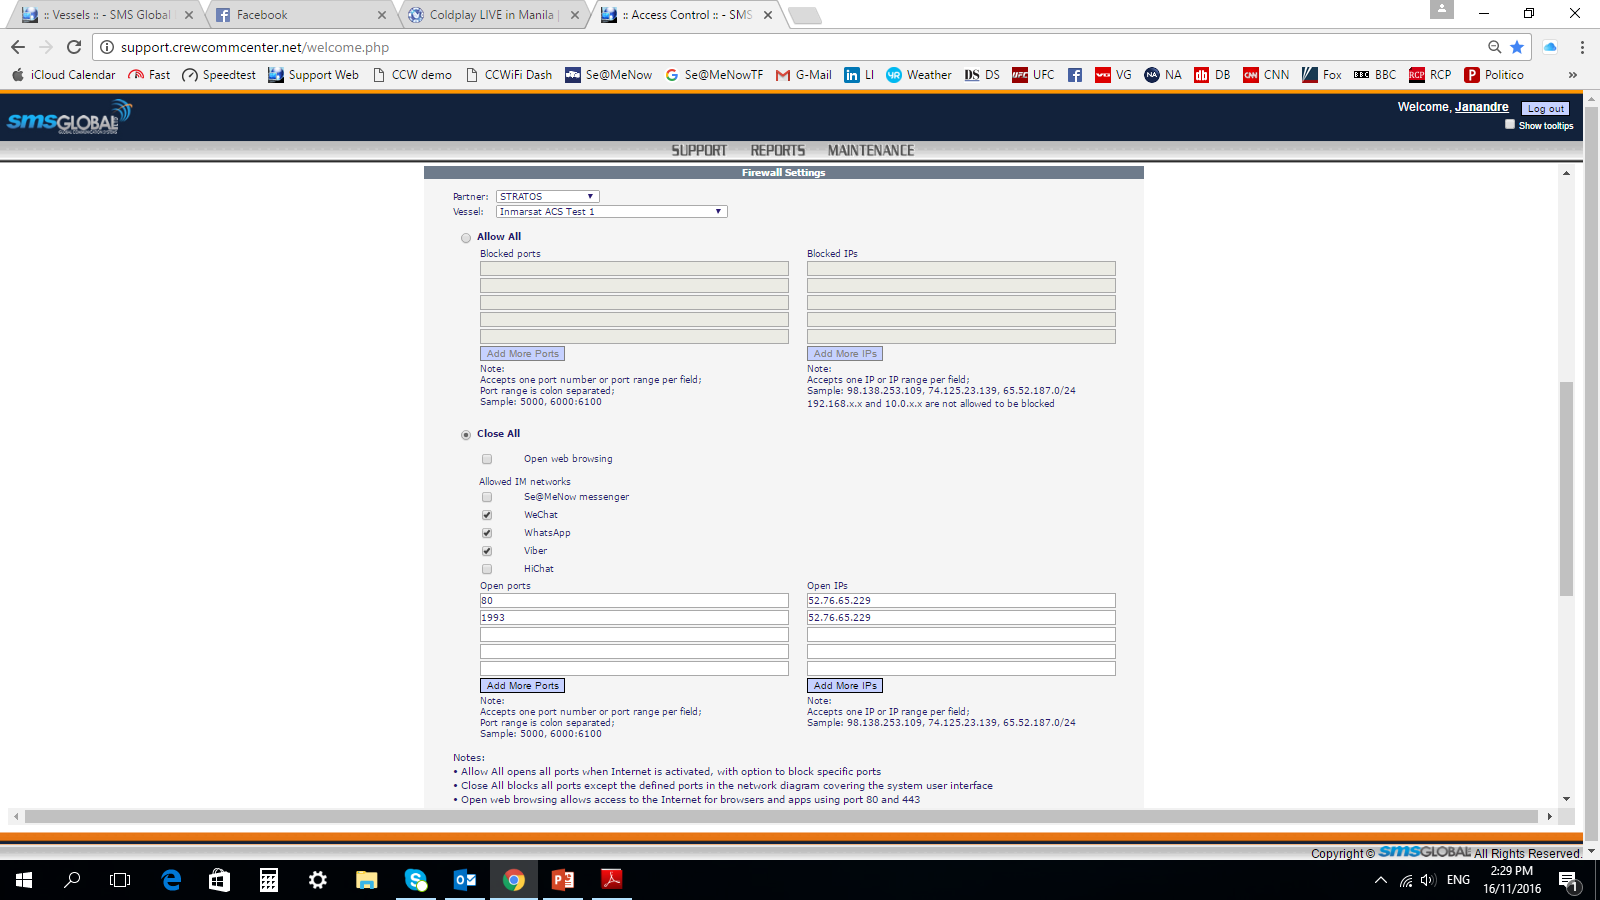 :: Vessels :: - SMS Global
Facebook
Coldplay LIVE in Manila |
:: Access Control :: - SMS
support.crewcommcenter.net/welcome.php
iCloud Calendar
Fast
Speedtest
Support Web
CCW demo
CCWiFi Dash
Se@MeNow
Se@MeNowTF
G-Mail
LI
Weather
DS DS
UFC
VG
NA
DB
CNN
Fox
BBC BBC
RCP RCP
Politico
»
smsGLOBAL
GLOBAL COMMUNICATION SYSTEMS
Welcome, Janandre
Log out
Show tooltips
SUPPORT REPORTS MAINTENANCE
Firewall Settings
Partner: STRATOS
Vessel: Inmarsat ACS Test 1
Allow All
Blocked ports
Blocked IPs
Add More Ports
Add More IPs
Note:
Accepts one port number or port range per field;
Port range is colon separated;
Sample: 5000, 6000:6100
Note:
Accepts one IP or IP range per field;
Sample: 98.138.253.109, 74.125.23.139, 65.52.187.0/24
192.168.x.x and 10.0.x.x are not allowed to be blocked
Close All
Open web browsing
Allowed IM networks
Se@MeNow messenger
WeChat
WhatsApp
Viber
HiChat
Open ports
Open IPs
80
52.76.65.229
1993
52.76.65.229
Add More Ports
Add More IPs
Note:
Accepts one port number or port range per field;
Port range is colon separated;
Sample: 5000, 6000:6100
Note:
Accepts one IP or IP range per field;
Sample: 98.138.253.109, 74.125.23.139, 65.52.187.0/24
Notes:
• Allow All opens all ports when Internet is activated, with option to block specific ports
• Close All blocks all ports except the defined ports in the network diagram covering the system user interface
• Open web browsing allows access to the Internet for browsers and apps using port 80 and 443
Copyright © smsGLOBAL All Rights Reserved.
ENG
2:29 PM
16/11/2016
1